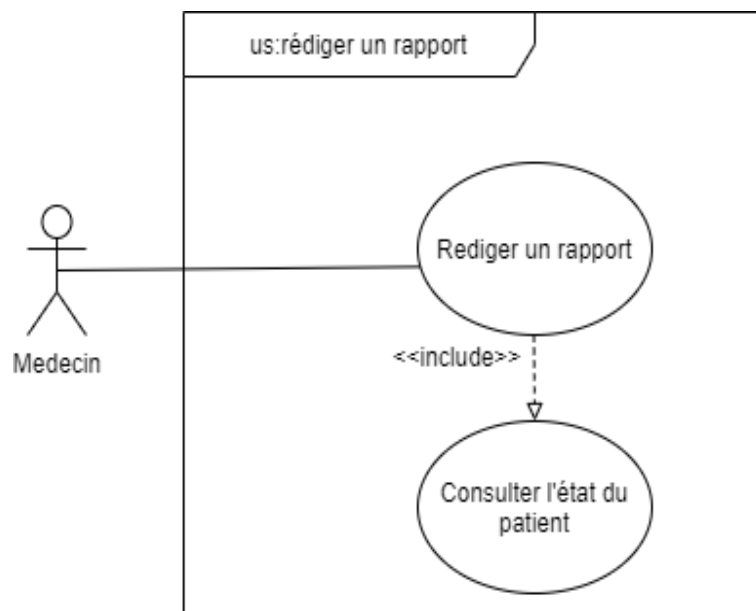 us:rédiger un rapport
Rediger un rapport
Medecin
<<include>>
Consulter l'état du
patient